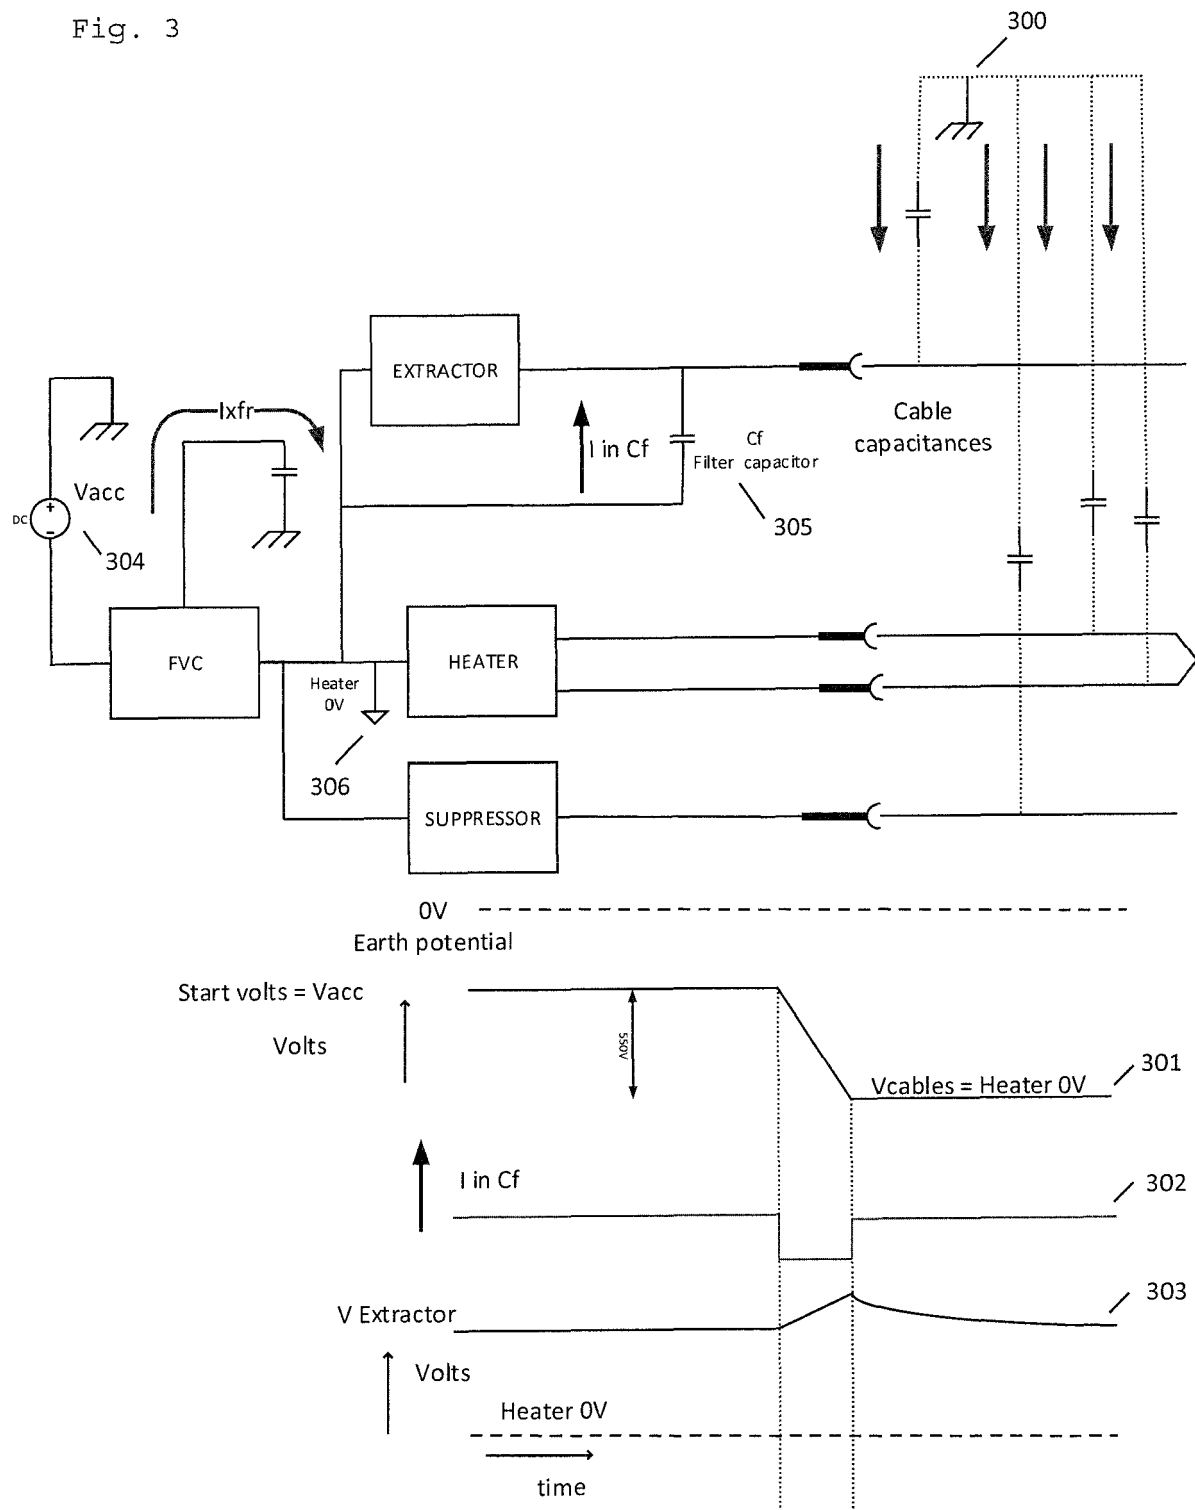 Fig. 3
300
EXTRACTOR
Ixfr
I in Cf
Cf
Filter capacitor
Cable
capacitances
Vacc
DC
304
305
FVC
HEATER
Heater
0V
306
SUPPRESSOR
0V
Earth potential
Start volts = Vacc
Volts
550V
Vcables = Heater 0V
301
I in Cf
302
V Extractor
303
Volts
Heater 0V
time